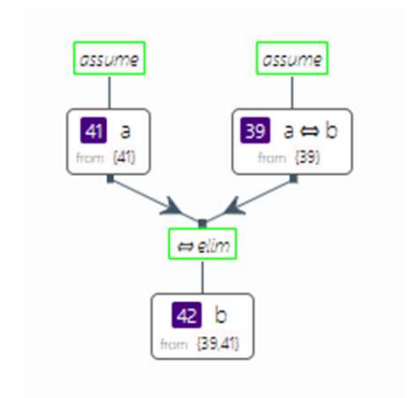 assume assume
41 a 39 a ⇔ b
from {41} from {39}
⇔ elim
42 b
from {39,41}